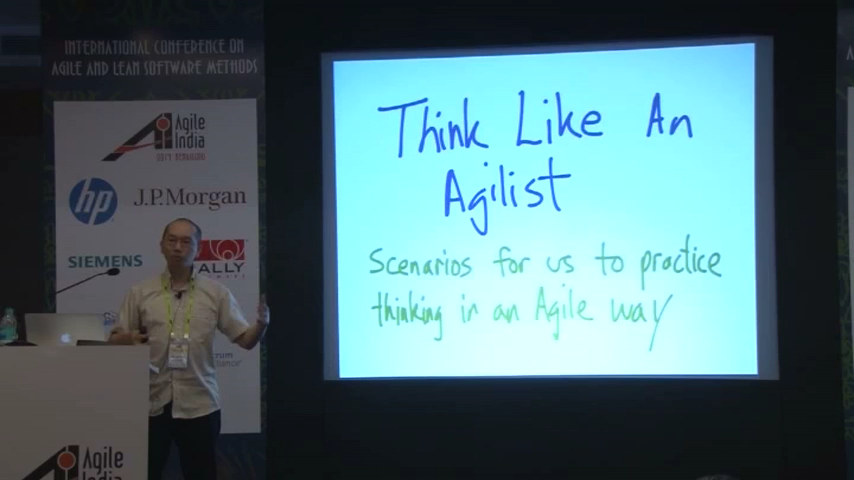 INTERNATIONAL CONFERENCE ON
AGILE AND LEAN SOFTWARE METHODS
Agile
India
hp
J.P.Morgan
SIEMENS
ALLY
Think Like An
Agilist
Scenarios for us to practice
thinking in an Agile way
Agile
India